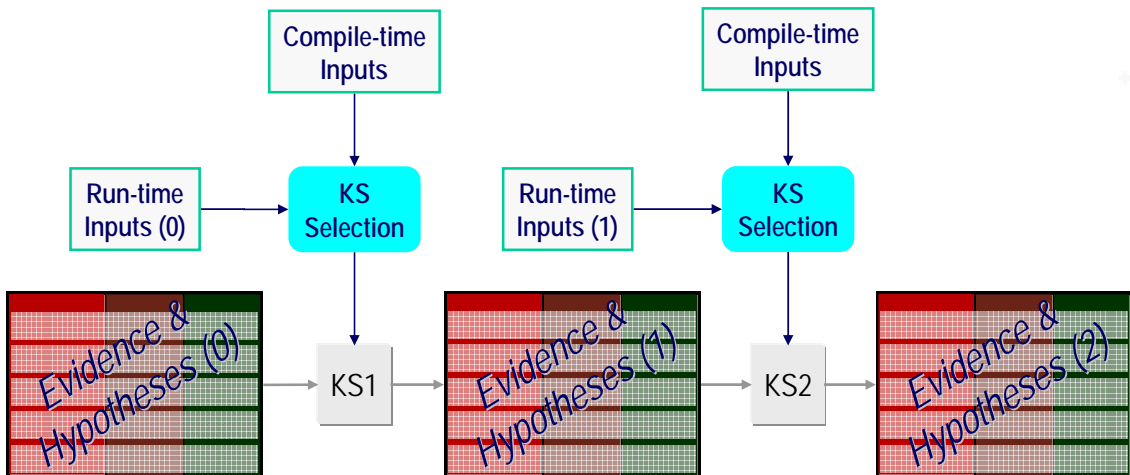 Compile-time
Inputs
Compile-time
Inputs
Run-time
Inputs (0)
KS
Selection
Run-time
Inputs (1)
KS
Selection
Evidence &
Hypotheses (0)
KS1
Evidence &
Hypotheses (1)
KS2
Evidence &
Hypotheses (2)